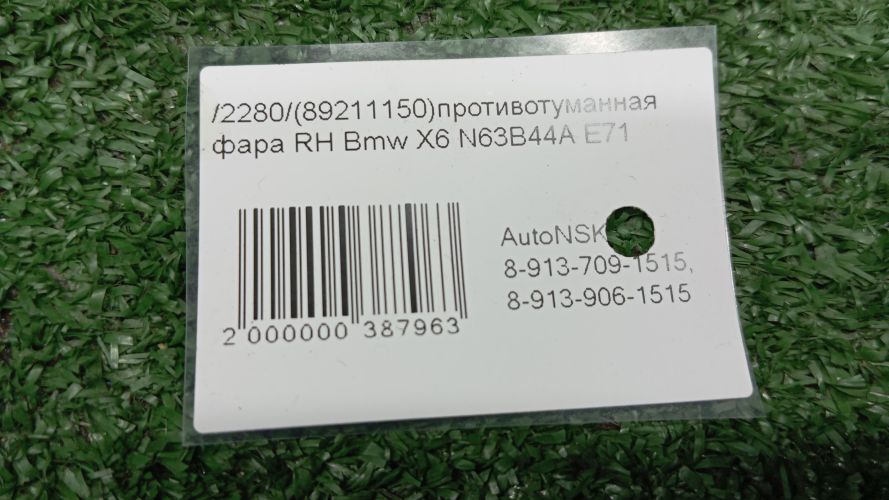 /2280/(89211150)противотуманная
фара RH Bmw X6 N63B44A E71
AutoNSK
8-913-709-1515,
8-913-906-1515
2 000000 387963